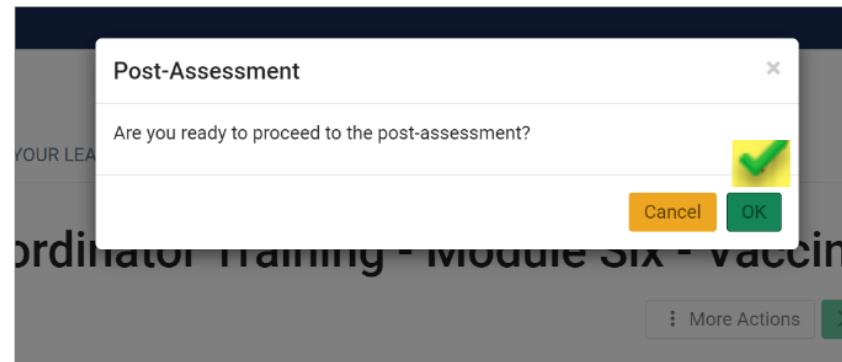 Post-Assessment ×
Are you ready to proceed to the post-assessment?
YOUR LEA
Cancel OK
ordinator Training - Module Six - Vaccin
More Actions